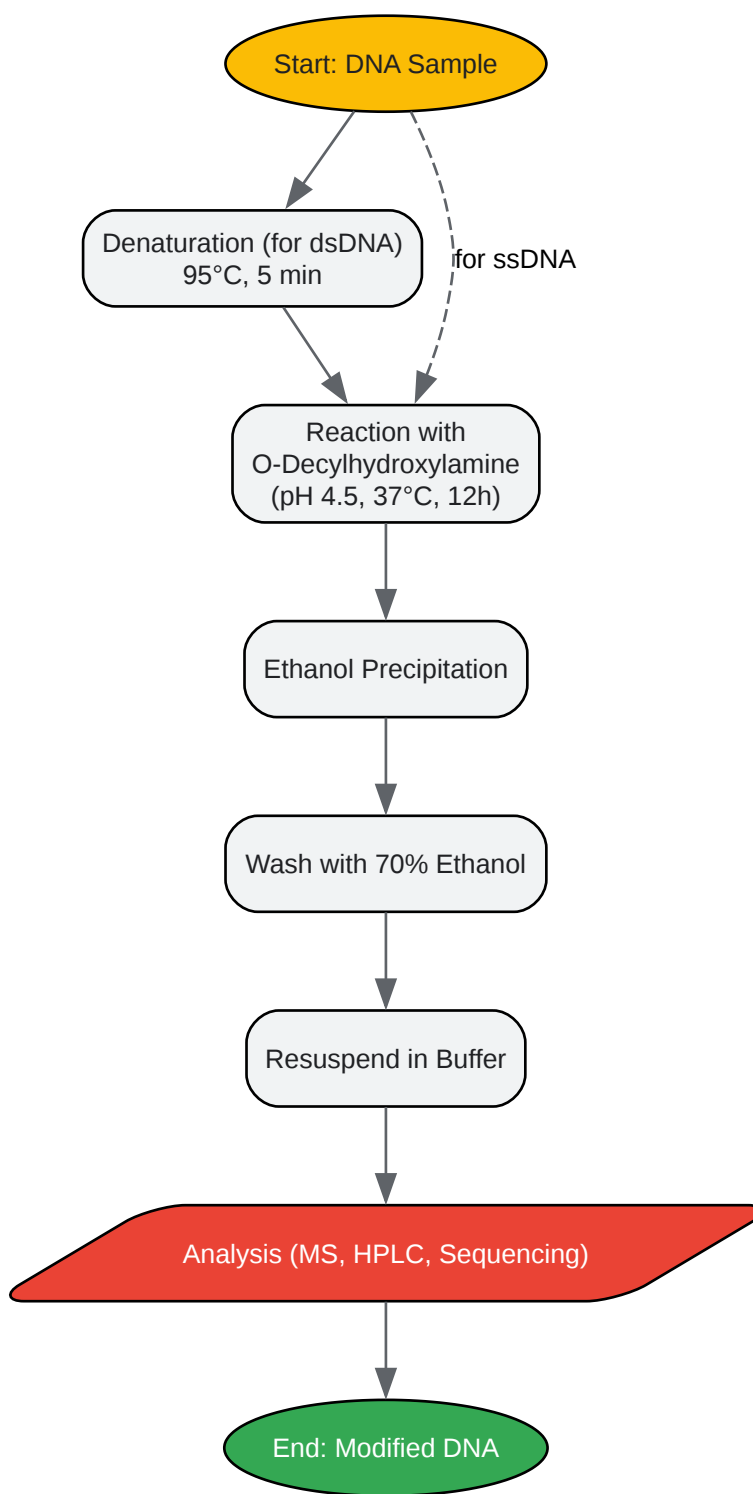 Start: DNA Sample
Denaturation (for dsDNA)
95°C, 5 min
for ssDNA
Reaction with
O-Decylhydroxylamine
(pH 4.5, 37°C, 12h)
Ethanol Precipitation
Wash with 70% Ethanol
Resuspend in Buffer
Analysis (MS, HPLC, Sequencing)
End: Modified DNA